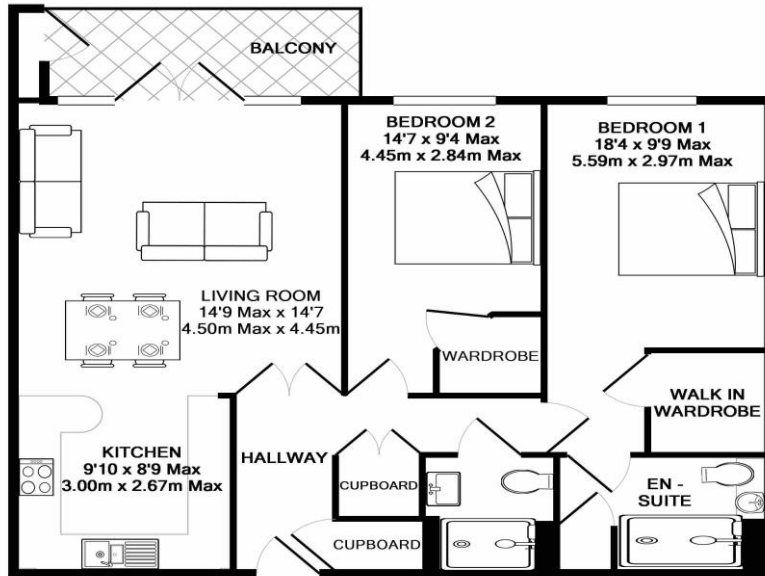 BALCONY
BEDROOM 2
14'7 x 9'4 Max
4.45m x 2.84m Max
BEDROOM 1
18'4 x 9'9 Max
5.59m x 2.97m Max
LIVING ROOM
14'9 Max x 14'7
4.50m Max x 4.45m
WARDROBE
WALK IN
WARDROBE
KITCHEN
9'10 x 8'9 Max
3.00m x 2.67m Max
HALLWAY
CUPBOARD
EN -
SUITE
CUPBOARD